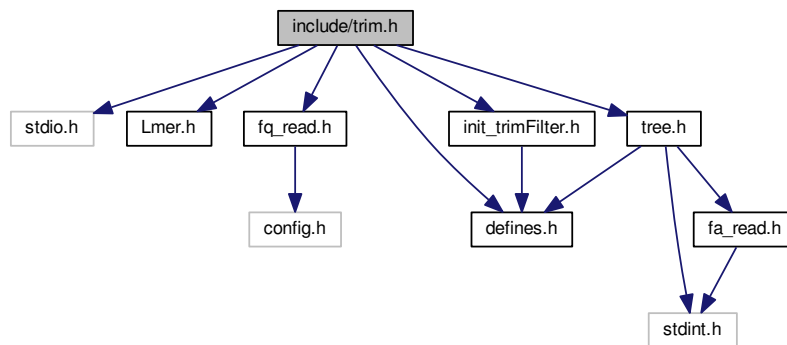 include/trim.h
stdio.h
Lmer.h
fq_read.h
init_trimFilter.h
tree.h
config.h
defines.h
fa_read.h
stdint.h